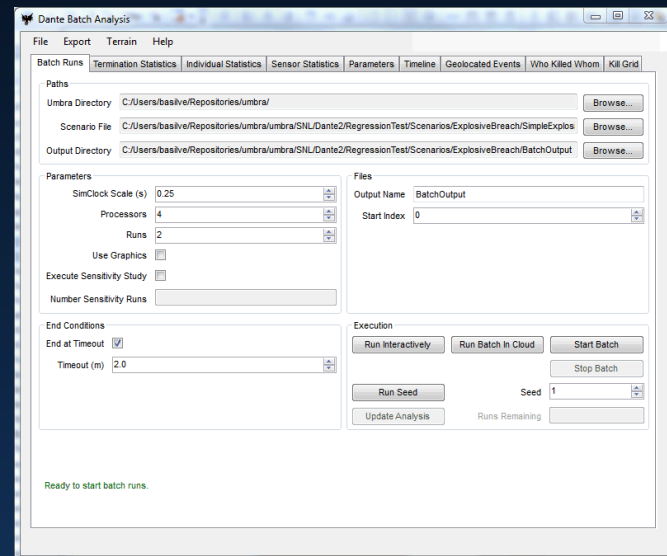 Dante Batch Analysis
File Export Terrain Help
Batch Runs Termination Statistics Individual Statistics Sensor Statistics Parameters Timeline Geolocated Events Who Killed Whom Kill Grid
Paths
Umbra Directory C:/Users/basilve/Repositories/umbra/ Browse...
Scenario File C:/Users/basilve/Repositories/umbra/umbra/SNL/Dante2/RegressionTest/Scenarios/ExplosiveBreach/SimpleExplosi Browse...
Output Directory C:/Users/basilve/Repositories/umbra/umbra/SNL/Dante2/RegressionTest/Scenarios/ExplosiveBreach/BatchOutput Browse...
Parameters
SimClock Scale (s) 0.25
Processors 4
Runs 2
Use Graphics
Execute Sensitivity Study
Number Sensitivity Runs
Files
Output Name BatchOutput
Start Index 0
End Conditions
End at Timeout
Timeout (m) 2.0
Execution
Run Interactively Run Batch In Cloud Start Batch
Stop Batch
Run Seed Seed 1
Update Analysis Runs Remaining
Ready to start batch runs.